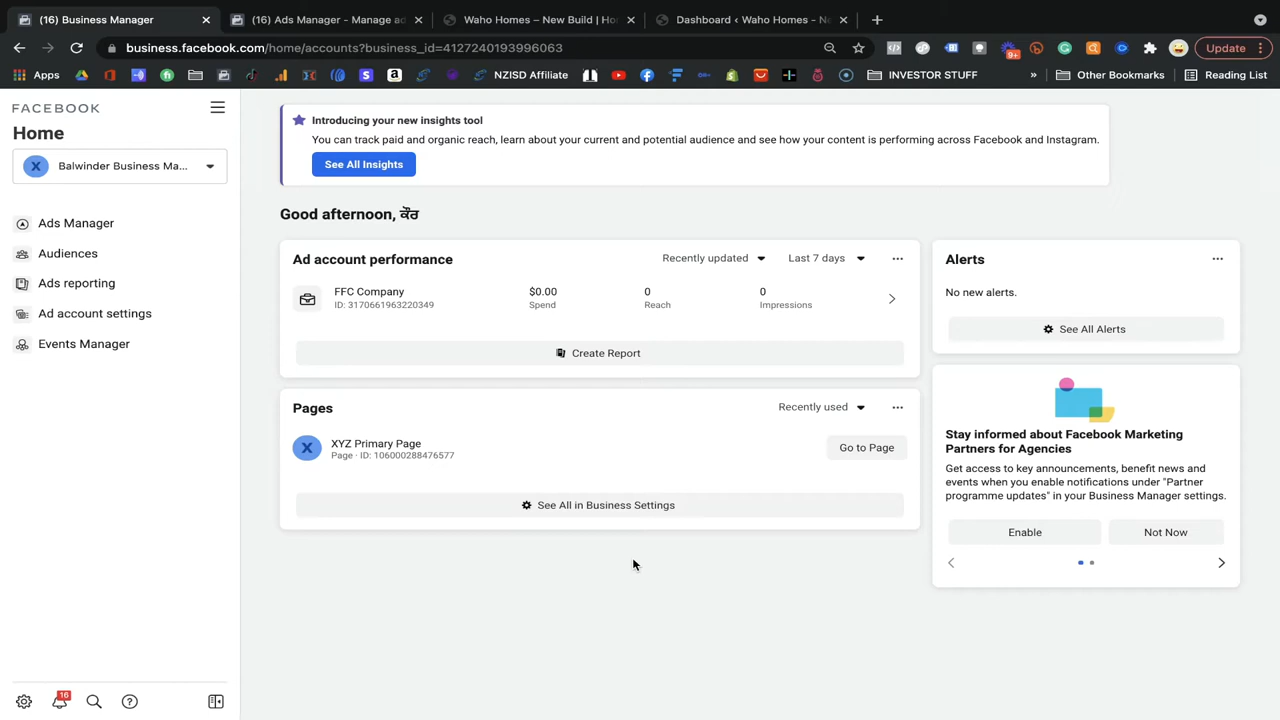 (16) Business Manager
(16) Ads Manager - Manage ad
Waho Homes – New Build | Ho
Dashboard ‹ Waho Homes - Ne
business.facebook.com/home/accounts?business_id=4127240193996063
9+
Update
Apps
NZISD Affiliate
INVESTOR STUFF
»
Other Bookmarks
Reading List
FACEBOOK
Home
X Balwinder Business Ma...
Ads Manager
Audiences
Ads reporting
Ad account settings
Events Manager
16
Introducing your new insights tool
You can track paid and organic reach, learn about your current and potential audience and see how your content is performing across Facebook and Instagram.
See All Insights
Good afternoon, ਕੌਰ
Ad account performance
Recently updated
Last 7 days
FFC Company
ID: 3170661963220349
$0.00
Spend
0
Reach
0
Impressions
Create Report
Pages
Recently used
X
XYZ Primary Page
Page · ID: 106000288476577
Go to Page
See All in Business Settings
Alerts
No new alerts.
See All Alerts
Stay informed about Facebook Marketing
Partners for Agencies
Get access to key announcements, benefit news and
events when you enable notifications under "Partner
programme updates" in your Business Manager settings.
Enable
Not Now